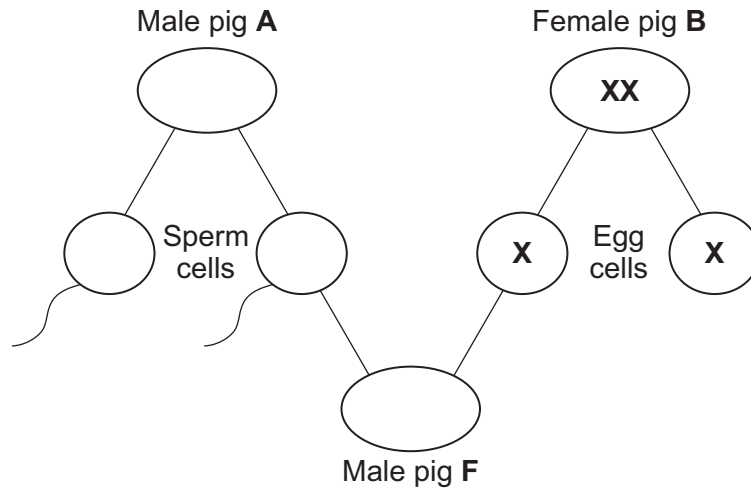 Male pig A
Female pig B
XX
Sperm
cells
X
Egg
cells
X
Male pig F